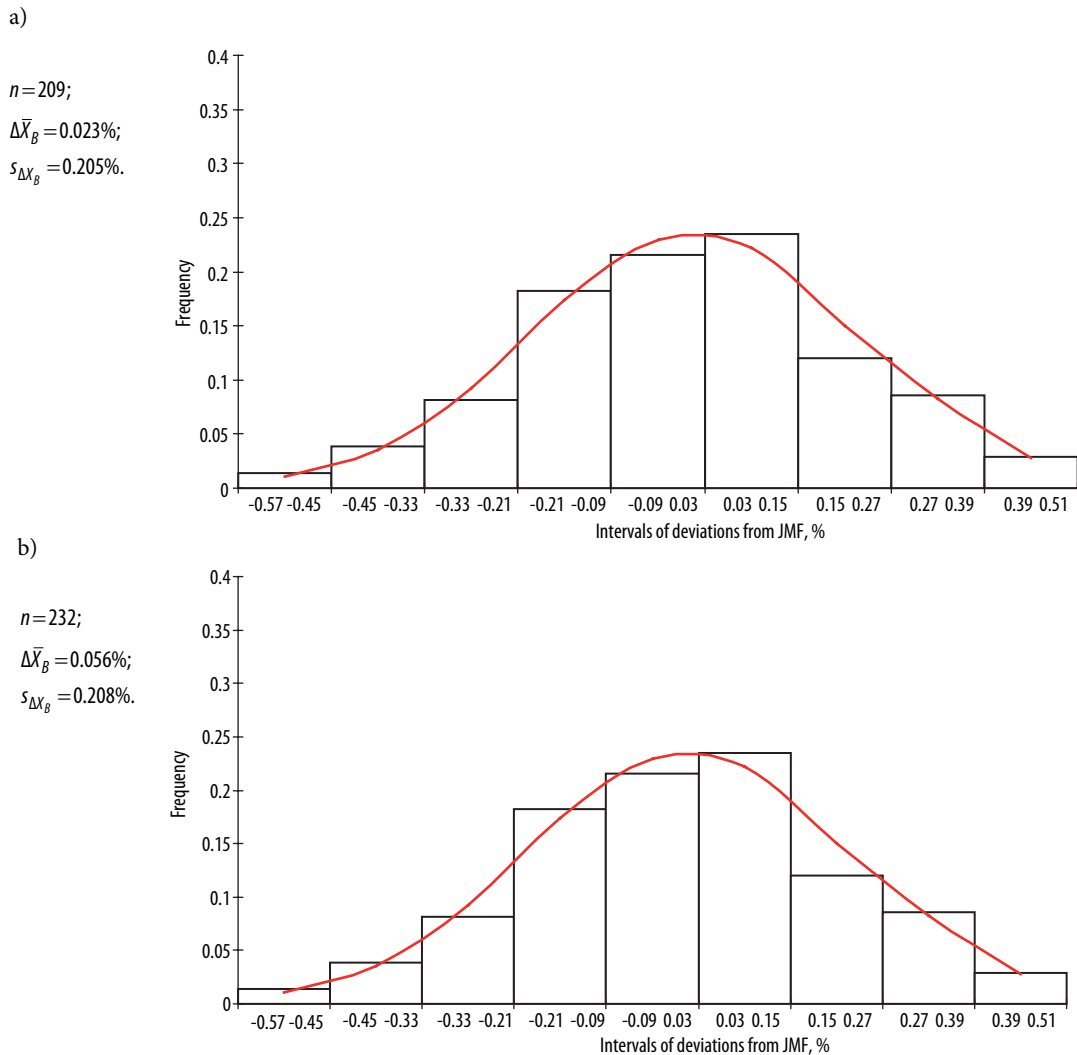 a)
n=209;
ΔX̄_B=0.023%;
s_ΔX_B=0.205%.
Frequency
0.4
0.35
0.3
0.25
0.2
0.15
0.1
0.05
0
-0.57 -0.45 -0.45 -0.33 -0.33 -0.21 -0.21 -0.09 -0.09 0.03 0.03 0.15 0.15 0.27 0.27 0.39 0.39 0.51
Intervals of deviations from JMF, %
b)
n=232;
ΔX̄_B=0.056%;
s_ΔX_B=0.208%.
Frequency
0.4
0.35
0.3
0.25
0.2
0.15
0.1
0.05
0
-0.57 -0.45 -0.45 -0.33 -0.33 -0.21 -0.21 -0.09 -0.09 0.03 0.03 0.15 0.15 0.27 0.27 0.39 0.39 0.51
Intervals of deviations from JMF, %